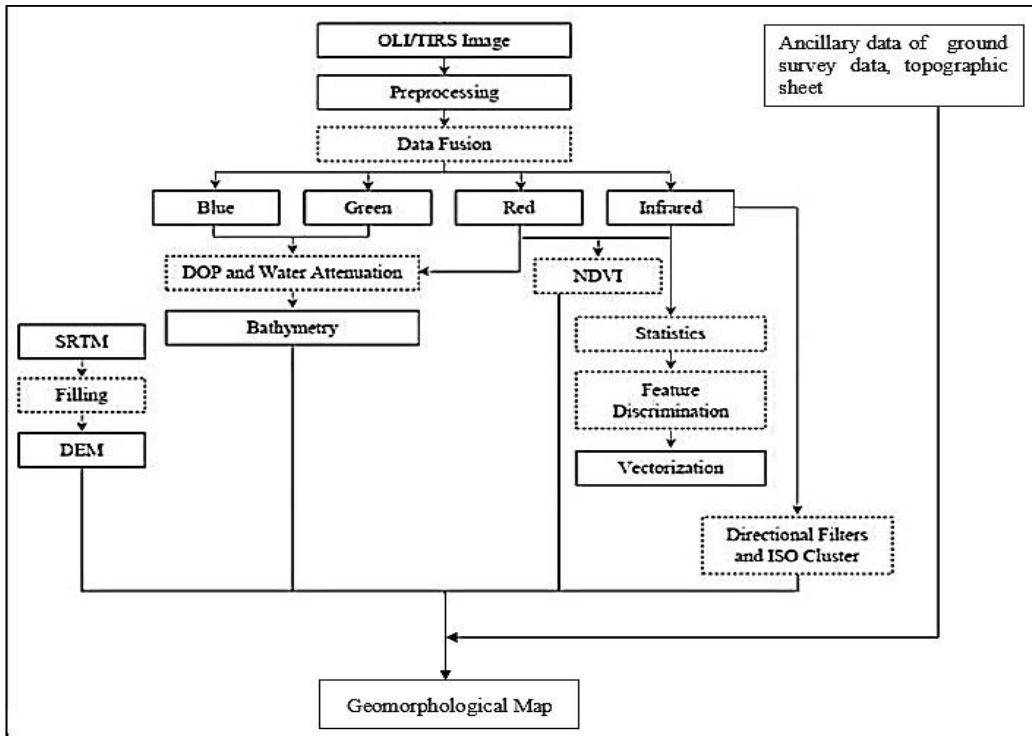 OLI/TIRS Image
Ancillary data of ground
survey data, topographic
sheet
Preprocessing
Data Fusion
Blue
Green
Red
Infrared
DOP and Water Attenuation
NDVI
Bathymetry
Statistics
SRTM
Filling
Feature
Discrimination
DEM
Vectorization
Directional Filters
and ISO Cluster
Geomorphological Map